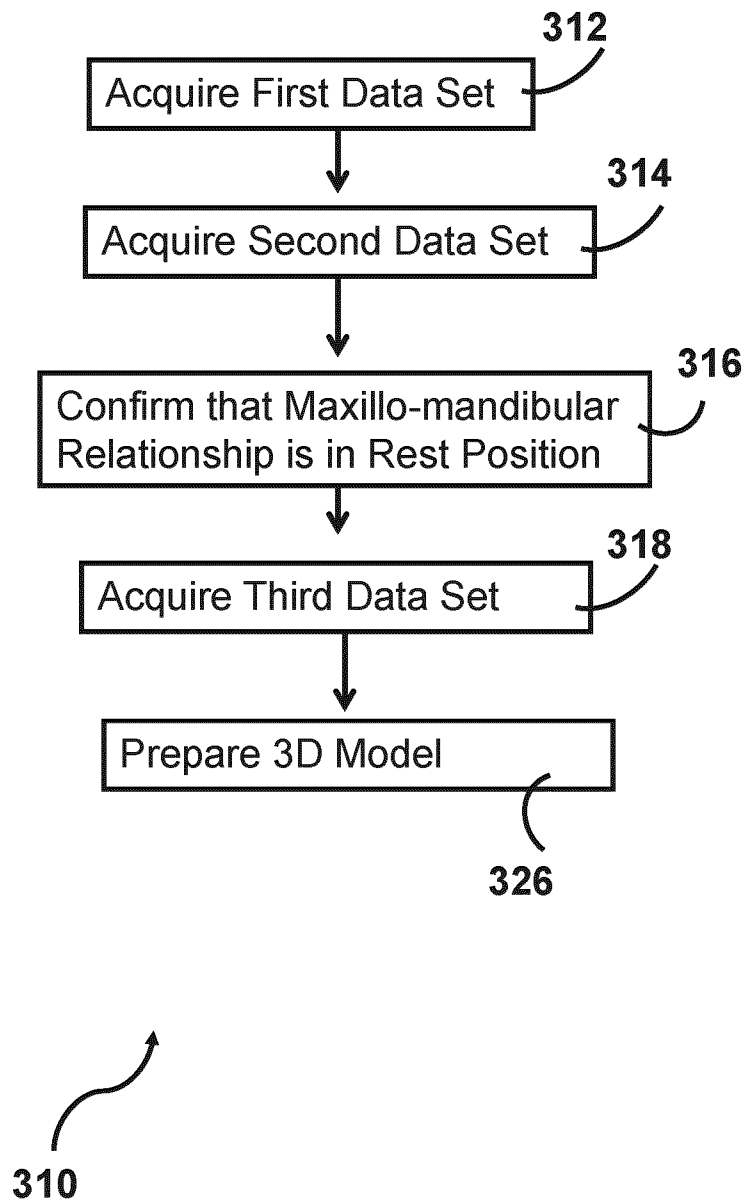 312
Acquire First Data Set
314
Acquire Second Data Set
316
Confirm that Maxillo-mandibular
Relationship is in Rest Position
318
Acquire Third Data Set
Prepare 3D Model
326
310